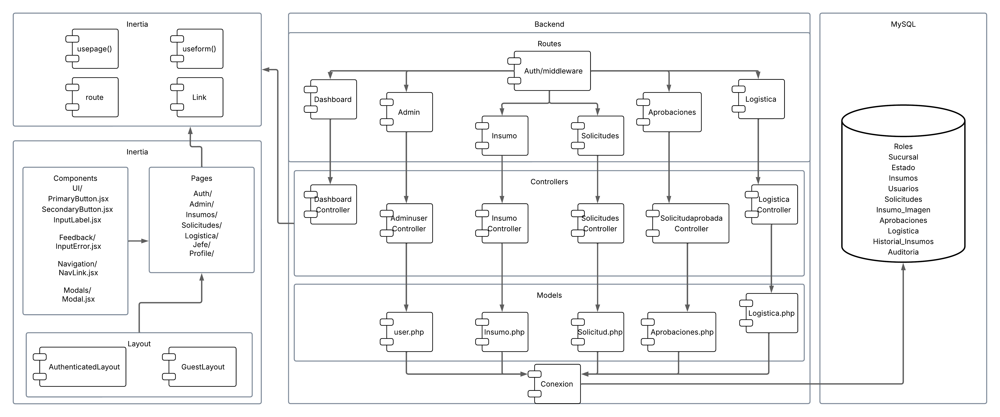 Inertia
usepage()
useform()
route
Link
Inertia
Components
UI/
PrimaryButton.jsx
SecondaryButton.jsx
InputLabel.jsx
Feedback/
InputError.jsx
Navigation/
NavLink.jsx
Modals/
Modal.jsx
Pages
Auth/
Admin/
Insumos/
Solicitudes/
Logistica/
Jefe/
Profile/
Layout
AuthenticatedLayout
GuestLayout
Backend
Routes
Auth/middleware
Dashboard
Admin
Insumo
Solicitudes
Aprobaciones
Logistica
Controllers
Dashboard
Controller
Adminuser
Controller
Insumo
Controller
Solicitudes
Controller
Solicitudaprobada
Controller
Logistica
Controller
Models
user.php
Insumo.php
Solicitud.php
Aprobaciones.php
Logistica.php
Conexion
MySQL
Roles
Sucursal
Estado
Insumos
Usuarios
Solicitudes
Insumo_Imagen
Aprobaciones
Logistica
Historial_Insumos
Auditoria